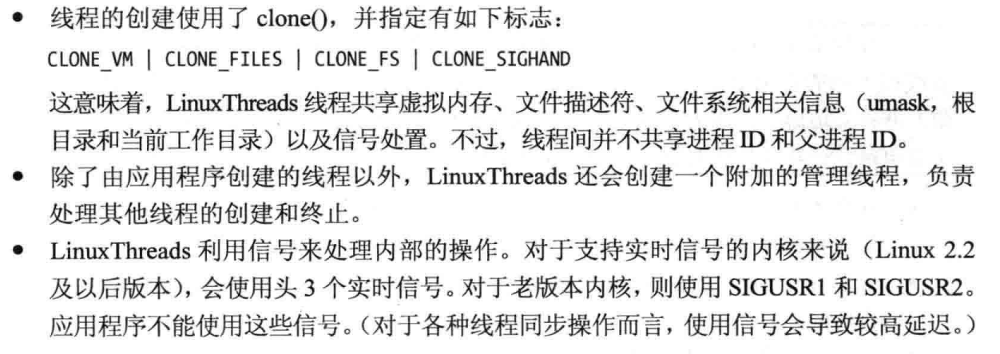 ● 线程的创建使用了 clone()，并指定有如下标志：
CLONE_VM | CLONE_FILES | CLONE_FS | CLONE_SIGHAND
这意味着，LinuxThreads 线程共享虚拟内存、文件描述符、文件系统相关信息（umask，根
目录和当前工作目录）以及信号处置。不过，线程间并不共享进程 ID 和父进程 ID。
● 除了由应用程序创建的线程以外，LinuxThreads 还会创建一个附加的管理线程，负责
处理其他线程的创建和终止。
● LinuxThreads 利用信号来处理内部的操作。对于支持实时信号的内核来说（Linux 2.2
及以后版本），会使用头 3 个实时信号。对于老版本内核，则使用 SIGUSR1 和 SIGUSR2。
应用程序不能使用这些信号。（对于各种线程同步操作而言，使用信号会导致较高延迟。）